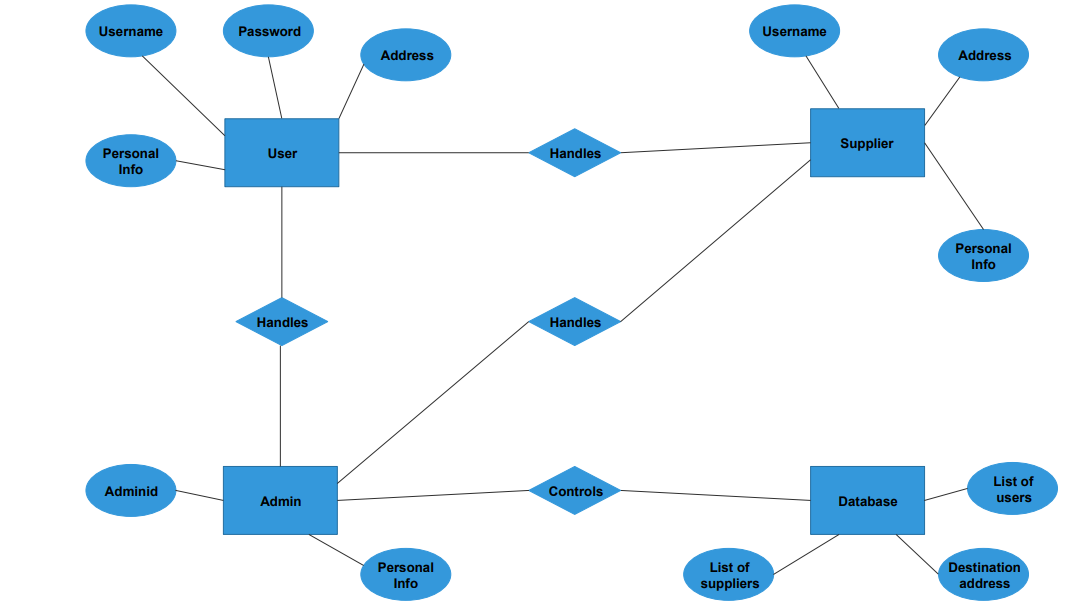 Username
Password
Address
Username
Address
Personal
Info
User
Handles
Supplier
Personal
Info
Handles
Handles
Adminid
Admin
Controls
Database
List of
users
Personal
Info
List of
suppliers
Destination
address